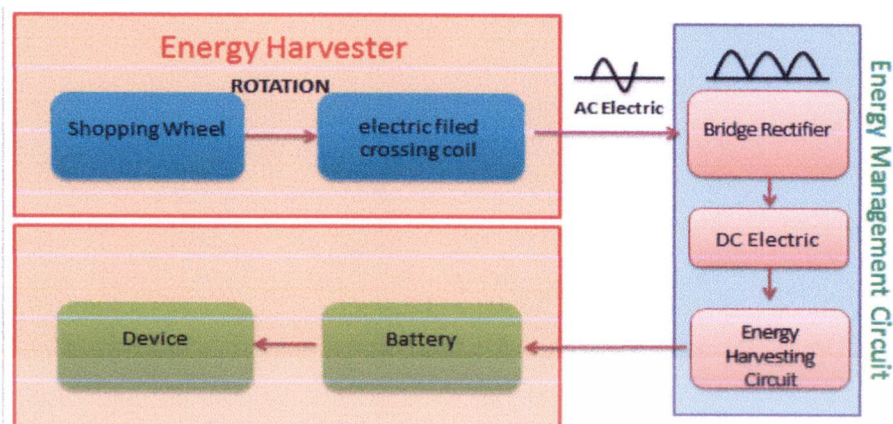 Energy Harvester
ROTATION
Shopping Wheel
electric filed
crossing coil
AC Electric
Bridge Rectifier
DC Electric
Energy
Harvesting
Circuit
Energy Management Circuit
Battery
Device